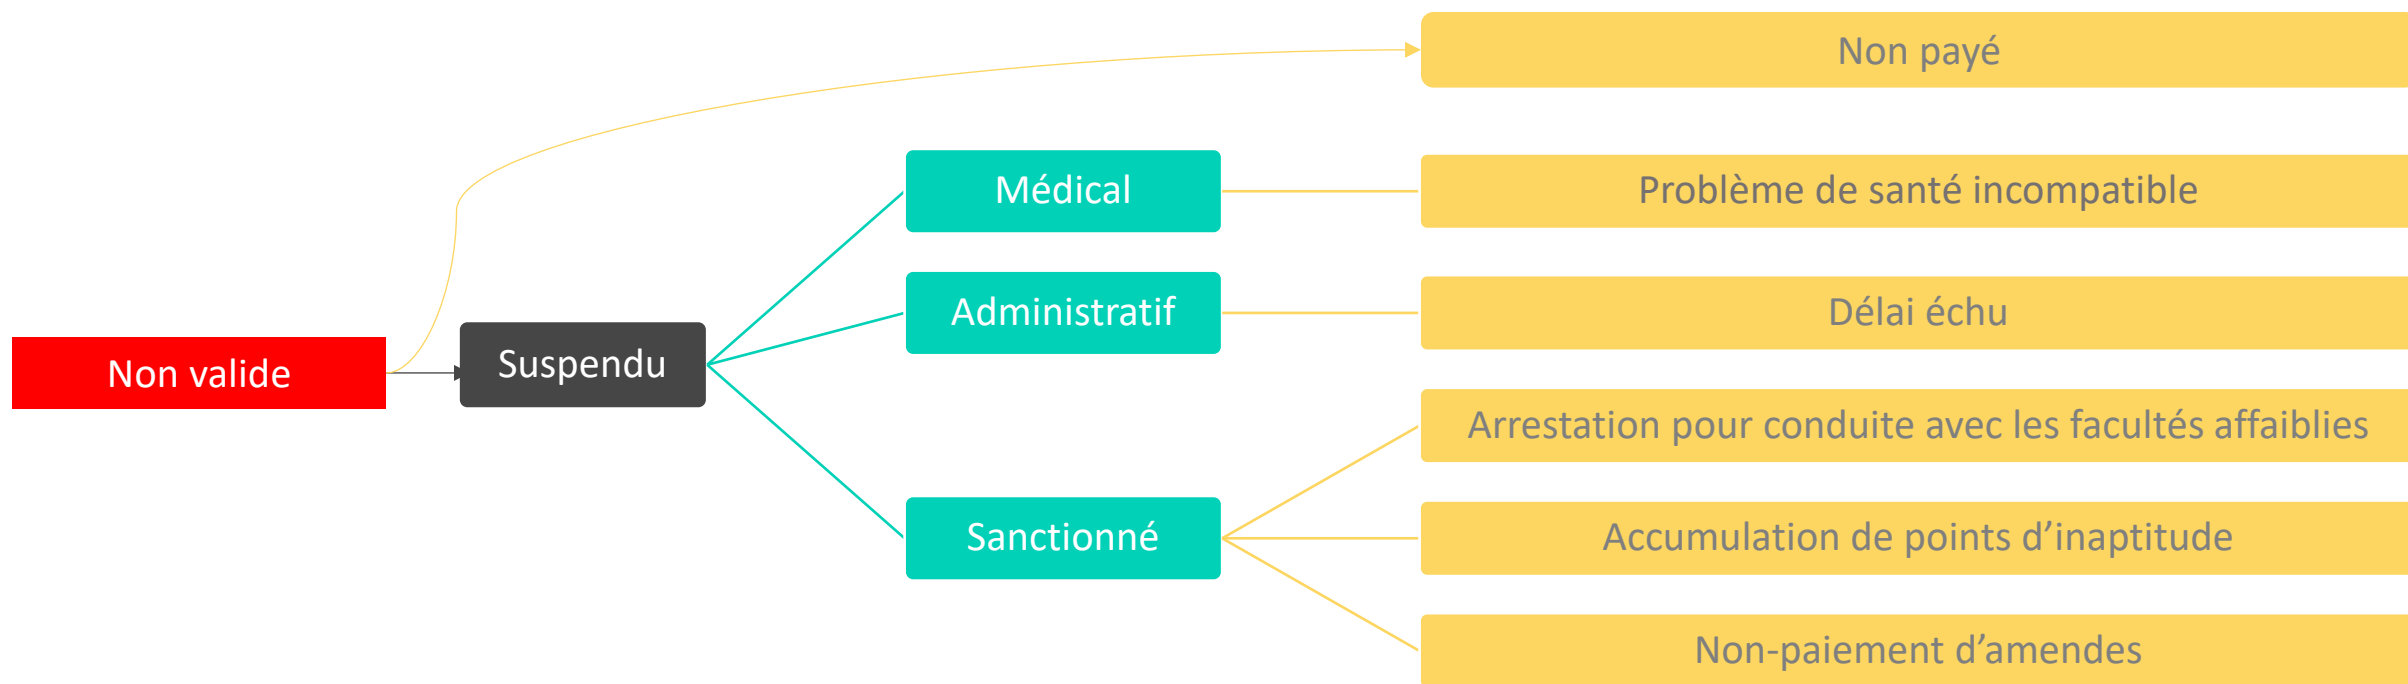 Non payé
Médical
Problème de santé incompatible
Administratif
Délai échu
Non valide
Suspendu
Arrestation pour conduite avec les facultés affaiblies
Sanctionné
Accumulation de points d’inaptitude
Non-paiement d’amendes